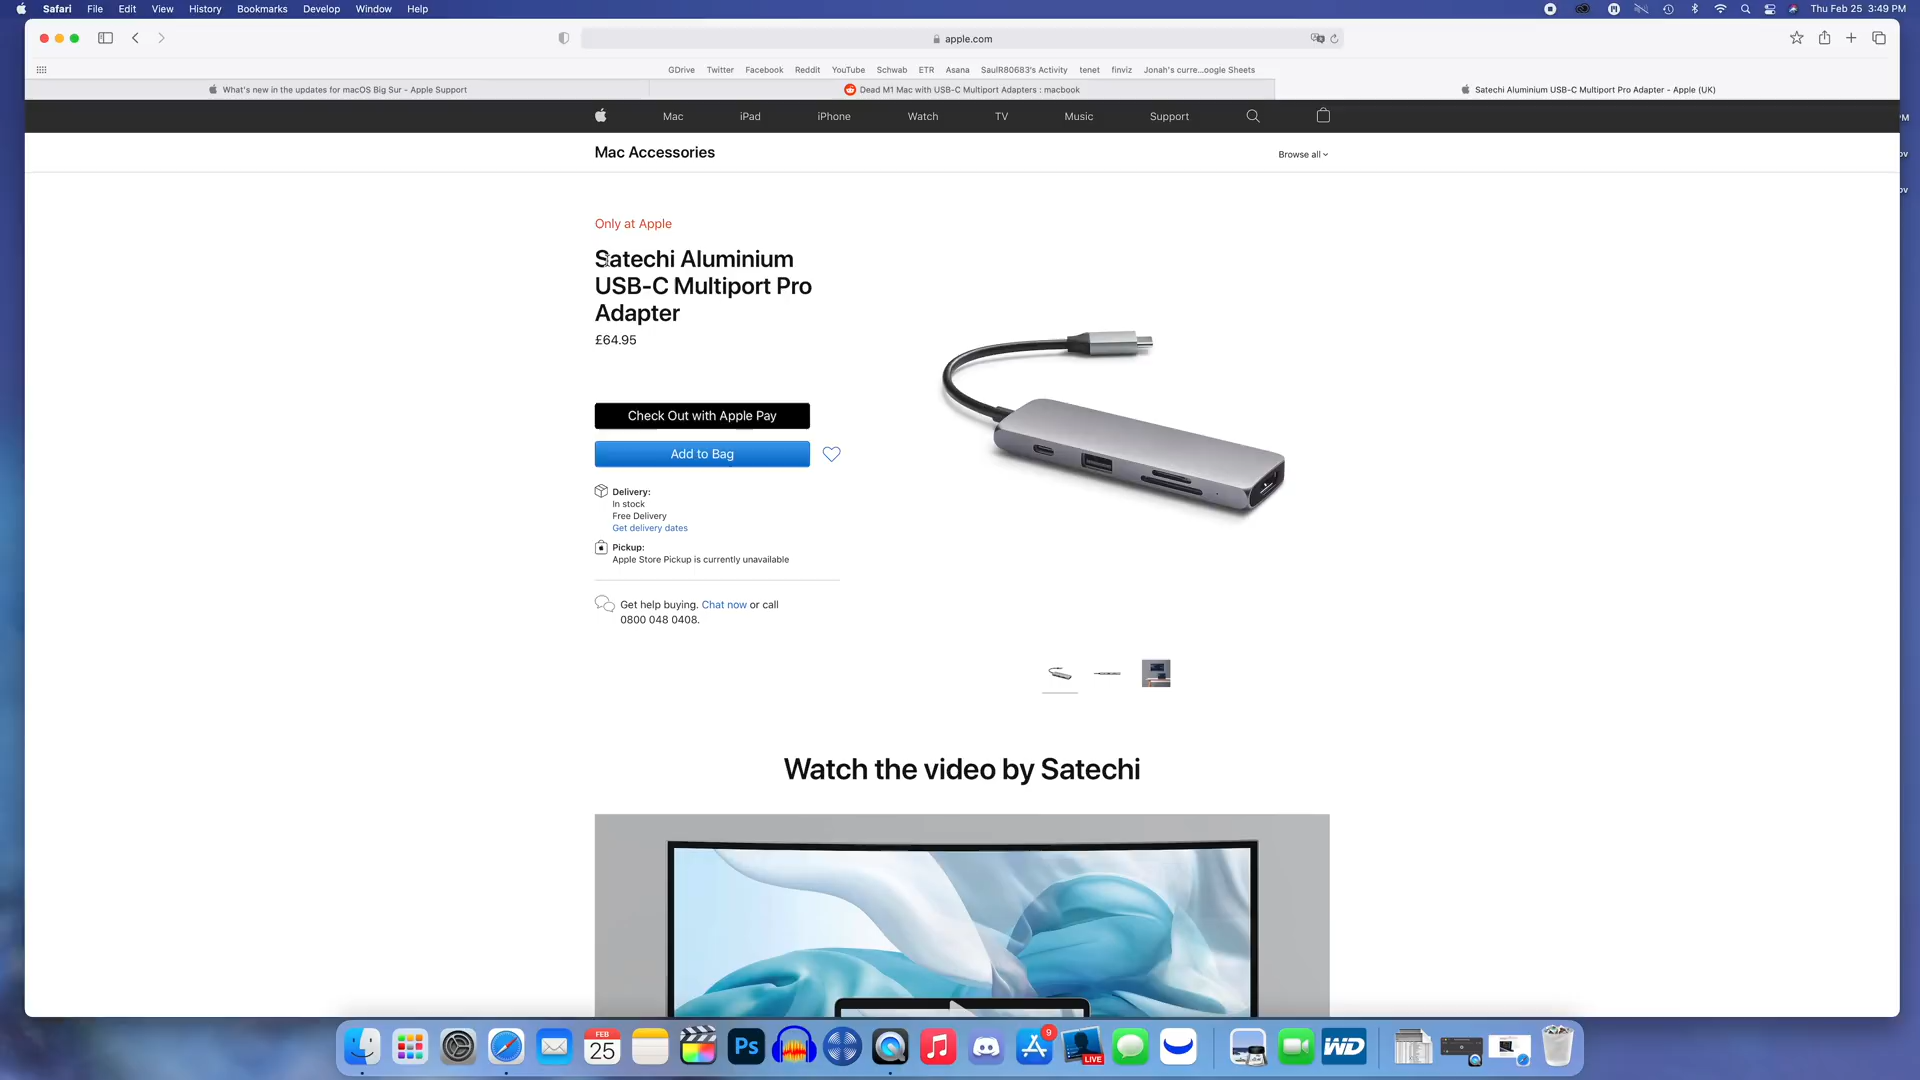 Safari File Edit View History Bookmarks Develop Window Help Thu Feb 25 3:49 PM
apple.com
GDrive Twitter Facebook Reddit YouTube Schwab ETR Asana SaulR80683's Activity tenet finviz Jonah's curre...oogle Sheets
What's new in the updates for macOS Big Sur - Apple Support Dead M1 Mac with USB-C Multiport Adapters : macbook Satechi Aluminium USB-C Multiport Pro Adapter - Apple (UK)
Mac iPad iPhone Watch TV Music Support
Mac Accessories Browse all
Only at Apple
Satechi Aluminium
USB-C Multiport Pro
Adapter
£64.95
Check Out with Apple Pay
Add to Bag
Delivery:
In stock
Free Delivery
Get delivery dates
Pickup:
Apple Store Pickup is currently unavailable
Get help buying. Chat now or call
0800 048 0408.
Watch the video by Satechi
FEB
25
Ps
9
LIVE
WD